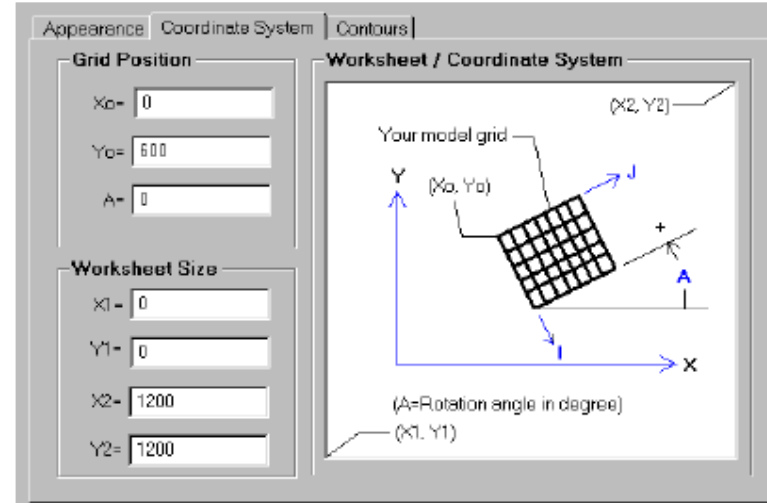 Appearence Coordinate System Contours
Grid Position
Xo= 0
Yo= 600
A= 0
Worksheet Size
X1= 0
Y1= 0
X2= 1200
Y2= 1200
Worksheet / Coordinate System
(X2, Y2)
Your model grid
Y
(Xo, Yo)
J
+
A
I
X
(A=Rotation angle in degree)
(X1, Y1)